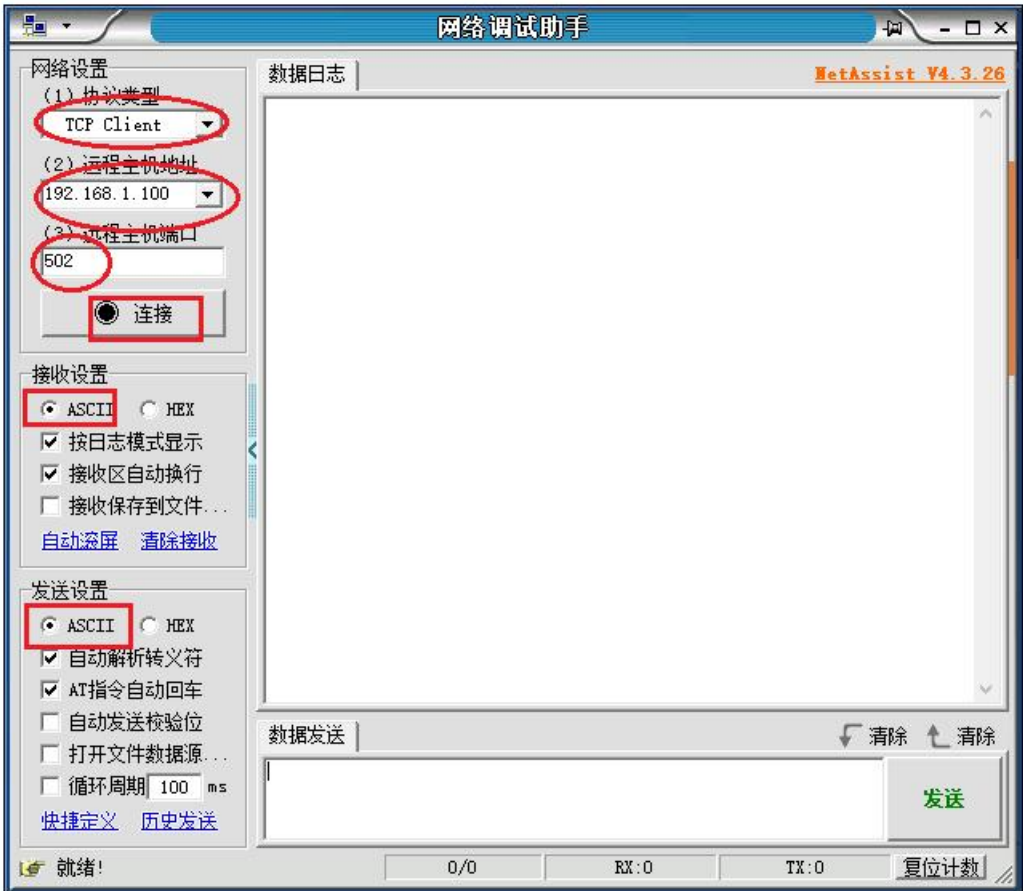 网络调试助手
网络设置
(1) 协议类型
TCP Client
(2) 远程主机地址
192.168.1.100
(3) 远程主机端口
502
连接
接收设置
ASCII HEX
按日志模式显示
接收区自动换行
接收保存到文件...
自动滚屏 清除接收
发送设置
ASCII HEX
自动解析转义符
AT指令自动回车
自动发送校验位
打开文件数据源...
循环周期 100 ms
快捷定义 历史发送
数据日志 NetAssist V4.3.26
数据发送 清除 清除
发送
就绪! 0/0 RX:0 TX:0 复位计数